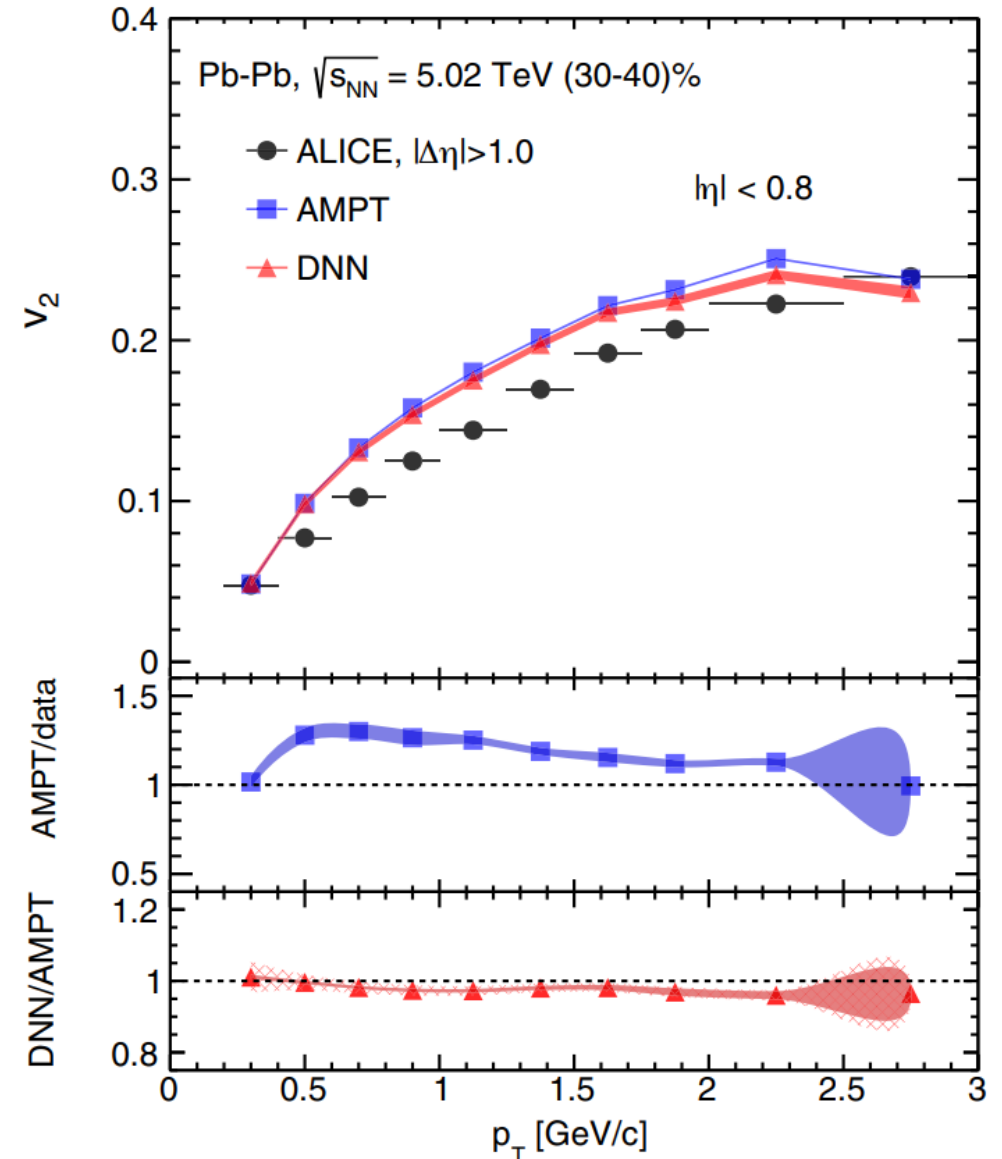 0.4
Pb-Pb, √sNN = 5.02 TeV (30-40)%
ALICE, |Δη|>1.0
AMPT
DNN
|η| < 0.8
0.3
0.2
0.1
0
v2
1.5
1
0.5
AMPT/data
1.2
1
0.8
DNN/AMPT
0 0.5 1 1.5 2 2.5 3
pT [GeV/c]